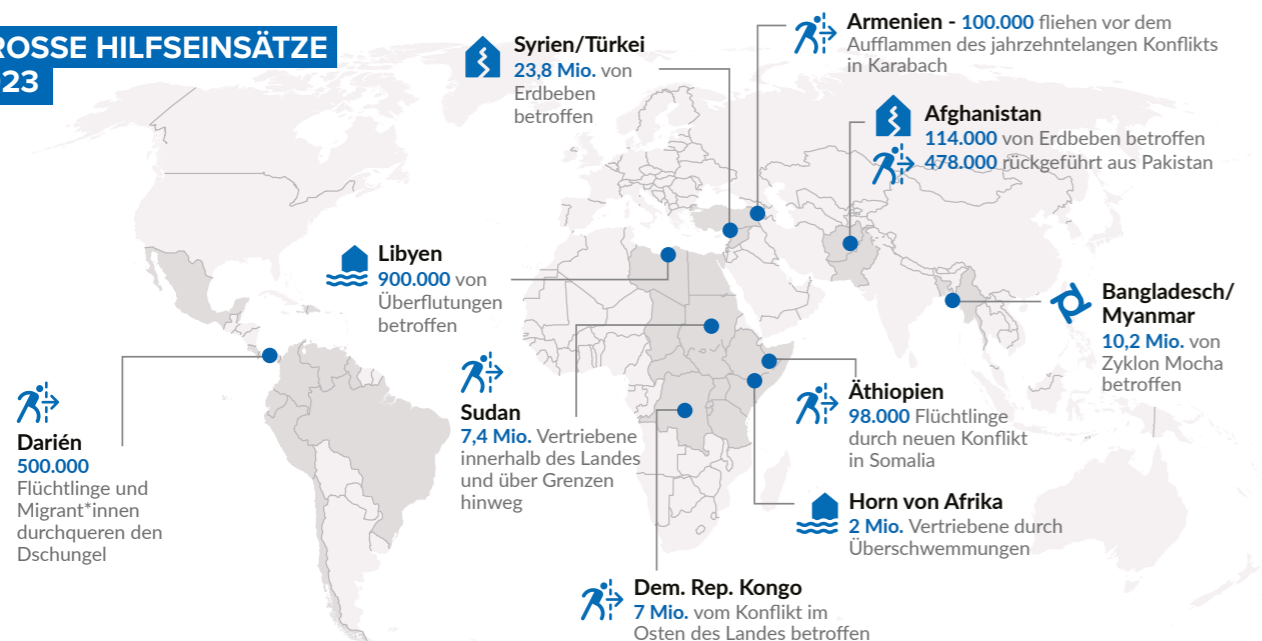 ROSSE HILFSEINSÄTZE
23
Syrien/Türkei
23,8 Mio. von
Erdbeben
betroffen
Armenien - 100.000 fliehen vor dem
Aufflammen des jahrzehntelangen Konflikts
in Karabach
Afghanistan
114.000 von Erdbeben betroffen
478.000 rückgeführt aus Pakistan
Libyen
900.000 von
Überflutungen
betroffen
Bangladesch/
Myanmar
10,2 Mio. von
Zyklon Mocha
betroffen
Darién
500.000
Flüchtlinge und
Migrant*innen
durchqueren den
Dschungel
Sudan
7,4 Mio. Vertriebene
innerhalb des Landes
und über Grenzen
hinweg
Äthiopien
98.000 Flüchtlinge
durch neuen Konflikt
in Somalia
Horn von Afrika
2 Mio. Vertriebene durch
Überschwemmungen
Dem. Rep. Kongo
7 Mio. vom Konflikt im
Osten des Landes betroffen